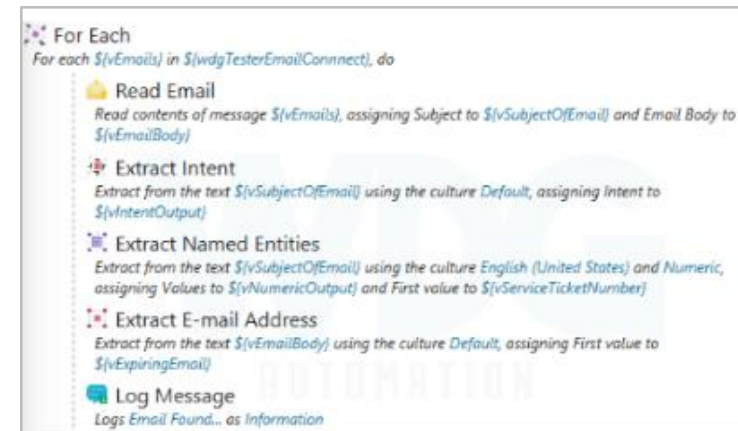 For Each
For each ${vEmails} in ${wdgTesterEmailConnnect}, do
Read Email
Read contents of message ${vEmails}, assigning Subject to ${vSubjectOfEmail} and Email Body to
${vEmailBody}
Extract Intent
Extract from the text ${vSubjectOfEmail} using the culture Default, assigning Intent to
${vIntentOutput}
Extract Named Entities
Extract from the text ${vSubjectOfEmail} using the culture English (United States) and Numeric,
assigning Values to ${vNumericOutput} and First value to ${vServiceTicketNumber}
Extract E-mail Address
Extract from the text ${vEmailBody} using the culture Default, assigning First value to
${vExpiringEmail}
WDG
AUTOMATION
Log Message
Logs Email Found... as Information